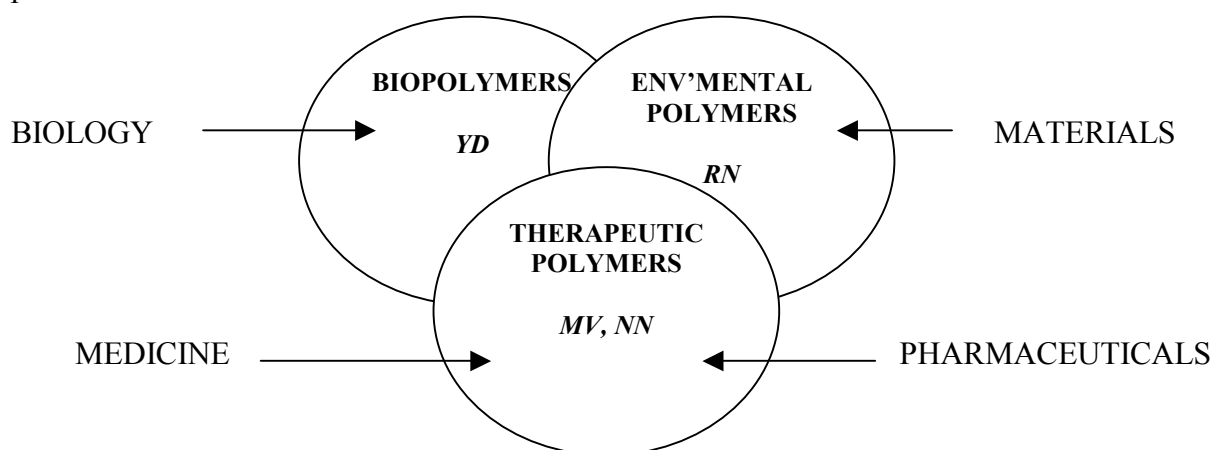 BIOPOLYMERS
ENV’MENTAL
POLYMERS
BIOLOGY
YD
MATERIALS
RN
THERAPEUTIC
POLYMERS
MV, NN
MEDICINE
PHARMACEUTICALS